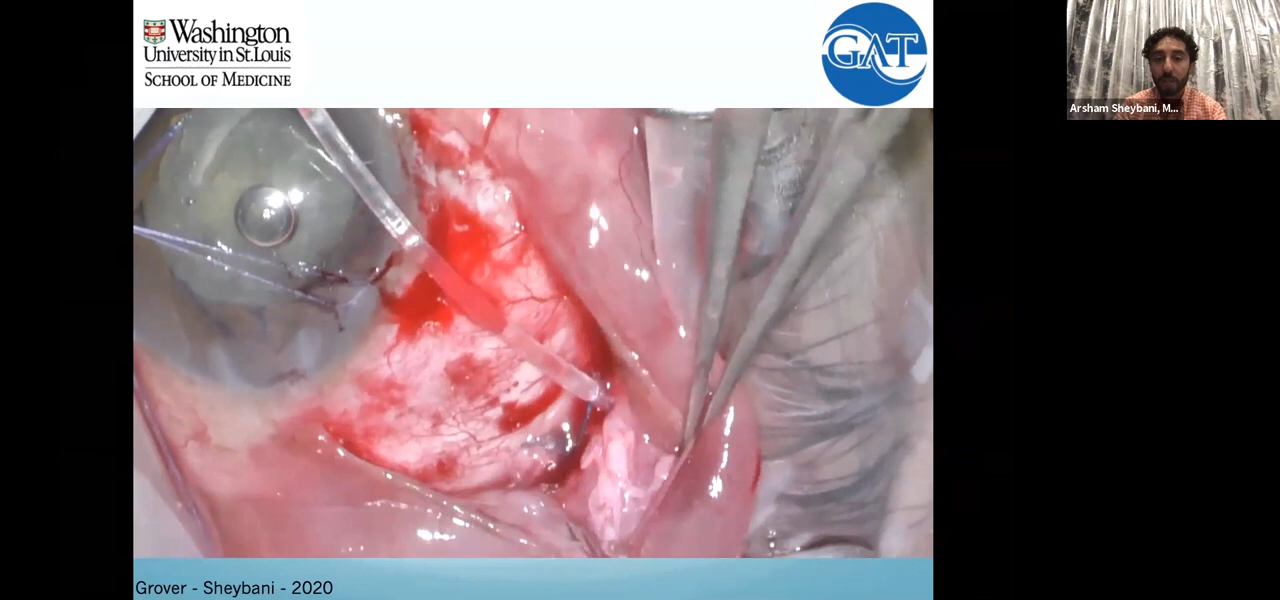 Washington
University in St. Louis
SCHOOL OF MEDICINE
GAT
Arsham Sheybani, M...
Grover - Sheybani - 2020